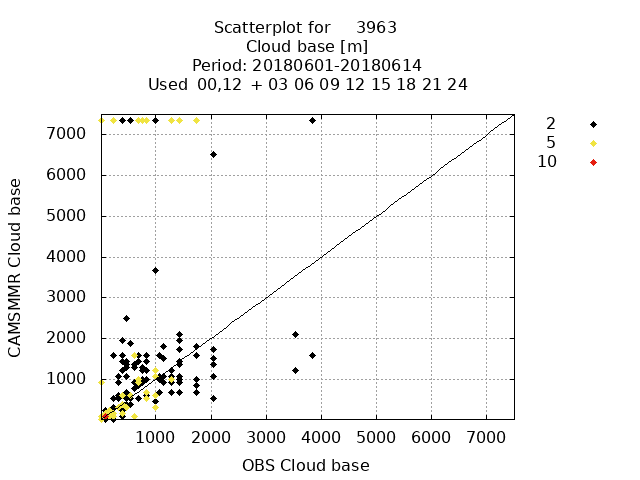 Scatterplot for 3963
Cloud base [m]
Period: 20180601-20180614
Used 00,12 + 03 06 09 12 15 18 21 24
2
5
10
7000
6000
5000
4000
3000
2000
1000
CAMSMMR Cloud base
1000 2000 3000 4000 5000 6000 7000
OBS Cloud base